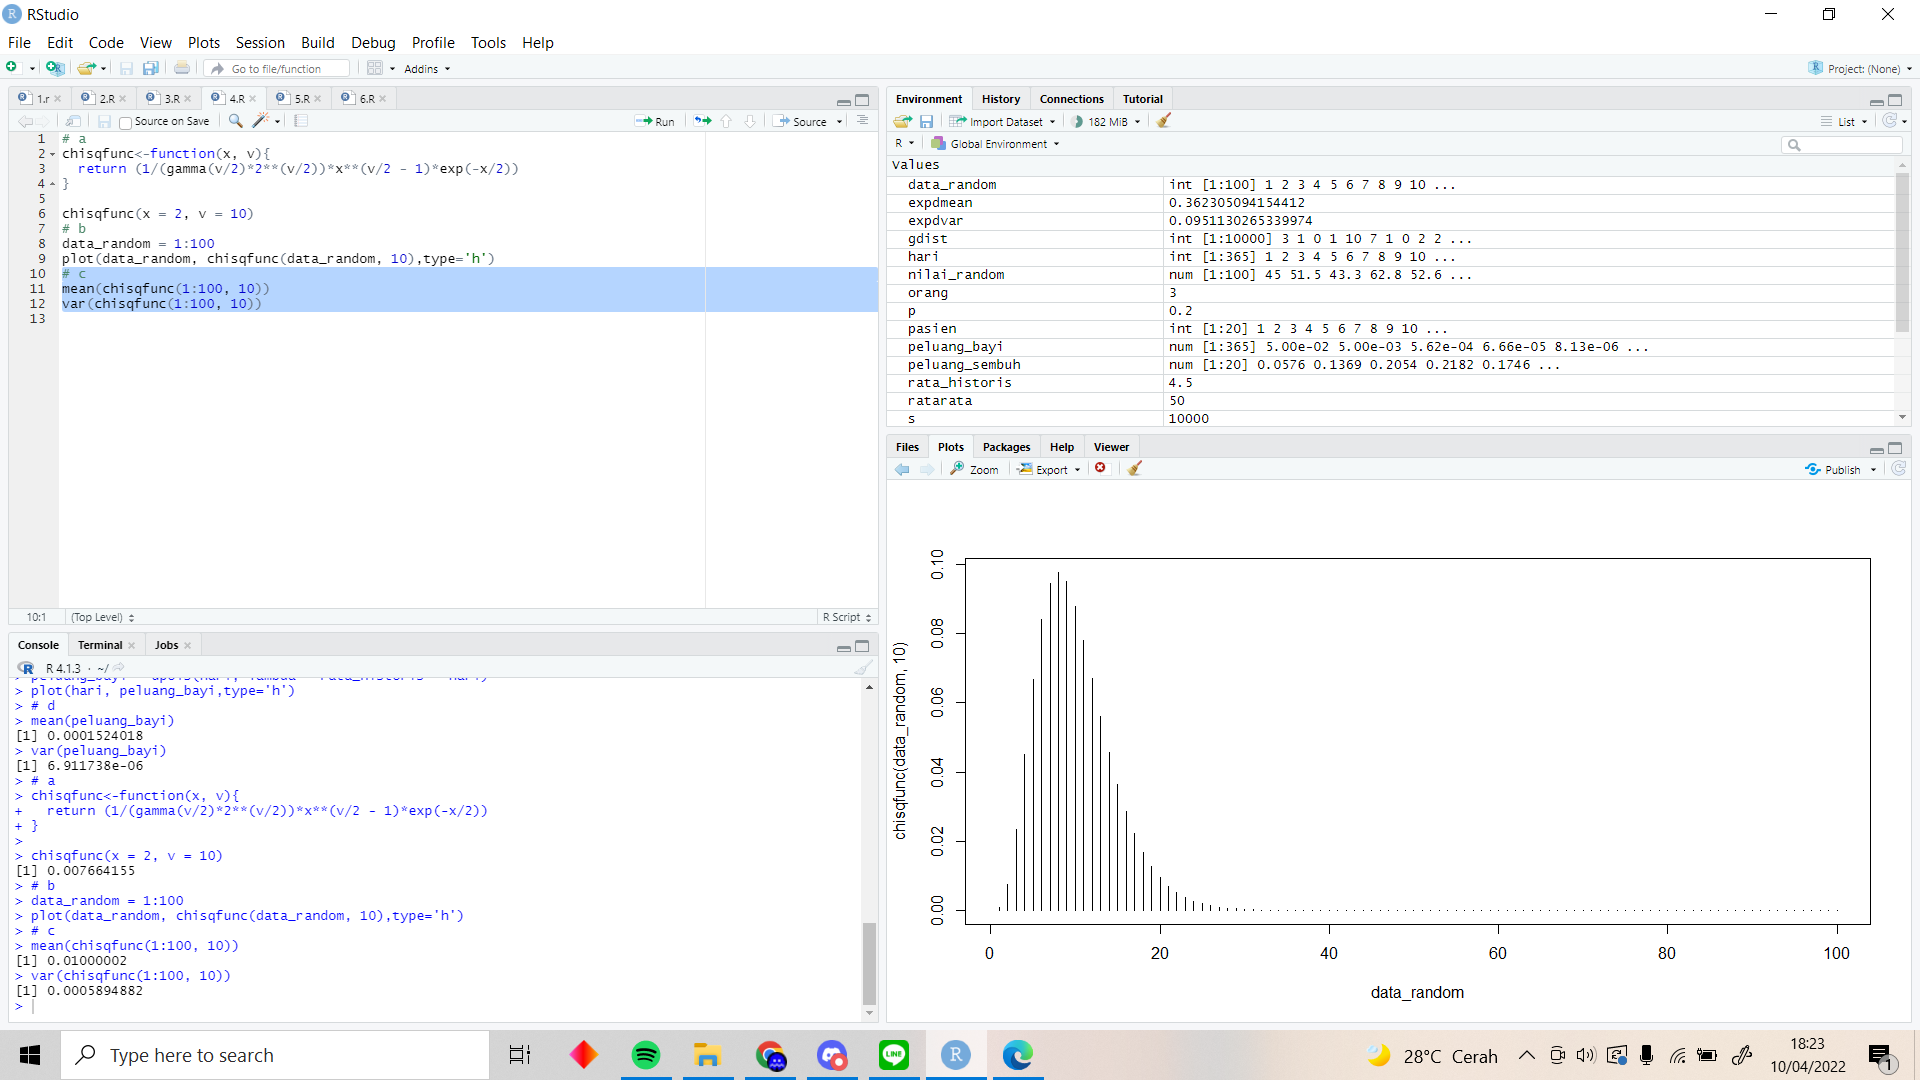 RStudio
File Edit Code View Plots Session Build Debug Profile Tools Help
Go to file/function Addins Project: (None)
1.r 2.R 3.R 4.R 5.R 6.R
Source on Save Run Source
1 # a
2 chisqfunc<-function(x, v){
3 return (1/(gamma(v/2)*2**(v/2))*x**(v/2 - 1)*exp(-x/2))
4 }
5
6 chisqfunc(x = 2, v = 10)
7 # b
8 data_random = 1:100
9 plot(data_random, chisqfunc(data_random, 10),type='h')
10 # c
11 mean(chisqfunc(1:100, 10))
12 var(chisqfunc(1:100, 10))
13
10:1 (Top Level) R Script
Console Terminal Jobs
R 4.1.3 · ~/
> plot(hari, peluang_bayi,type='h')
> # d
> mean(peluang_bayi)
[1] 0.0001524018
> var(peluang_bayi)
[1] 6.911738e-06
> # a
> chisqfunc<-function(x, v){
+ return (1/(gamma(v/2)*2**(v/2))*x**(v/2 - 1)*exp(-x/2))
+ }
>
> chisqfunc(x = 2, v = 10)
[1] 0.007664155
> # b
> data_random = 1:100
> plot(data_random, chisqfunc(data_random, 10),type='h')
> # c
> mean(chisqfunc(1:100, 10))
[1] 0.01000002
> var(chisqfunc(1:100, 10))
[1] 0.0005894882
>
Environment History Connections Tutorial
Import Dataset 182 MiB List
R Global Environment
Values
data_random int [1:100] 1 2 3 4 5 6 7 8 9 10 ...
expdmean 0.362305094154412
expdvar 0.0951130265339974
gdist int [1:10000] 3 1 0 1 10 7 1 0 2 2 ...
hari int [1:365] 1 2 3 4 5 6 7 8 9 10 ...
nilai_random num [1:100] 45 51.5 43.3 62.8 52.6 ...
orang 3
p 0.2
pasien int [1:20] 1 2 3 4 5 6 7 8 9 10 ...
peluang_bayi num [1:365] 5.00e-02 5.00e-03 5.62e-04 6.66e-05 8.13e-06 ...
peluang_sembuh num [1:20] 0.0576 0.1369 0.2054 0.2182 0.1746 ...
rata_historis 4.5
ratarata 50
s 10000
Files Plots Packages Help Viewer
Zoom Export Publish
chisqfunc(data_random, 10)
0.10
0.08
0.06
0.04
0.02
0.00
0 20 40 60 80 100
data_random
Type here to search
28°C Cerah
18:23
10/04/2022
1